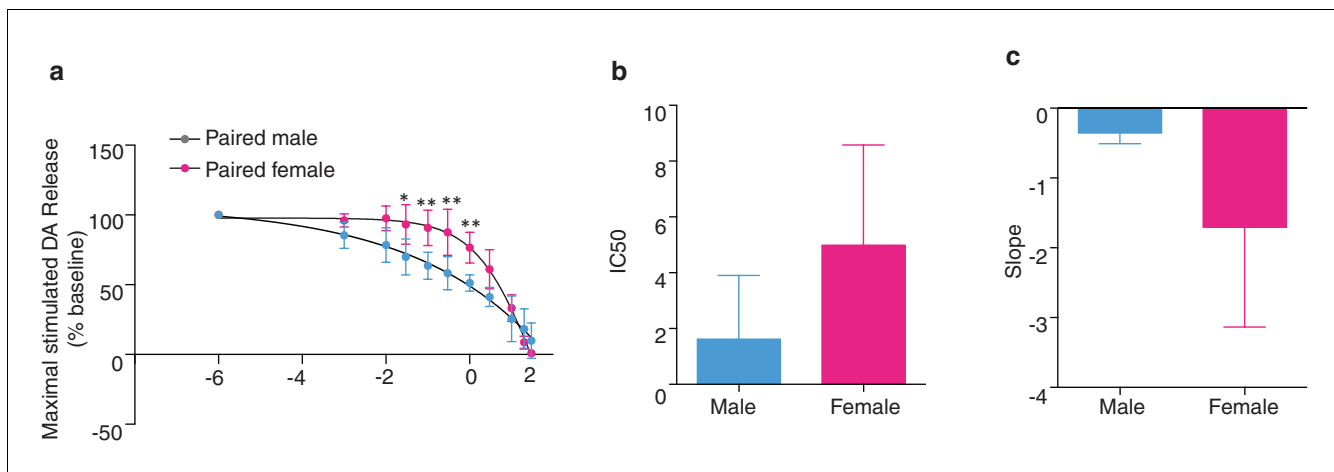 a
Maximal stimulated DA Release
(% baseline)
Paired male
Paired female
150
100
50
0
-50
-6
-4
-2
0
2
*
**
**
**
b
IC50
10
8
6
4
2
0
Male
Female
c
Slope
0
-1
-2
-3
-4
Male
Female